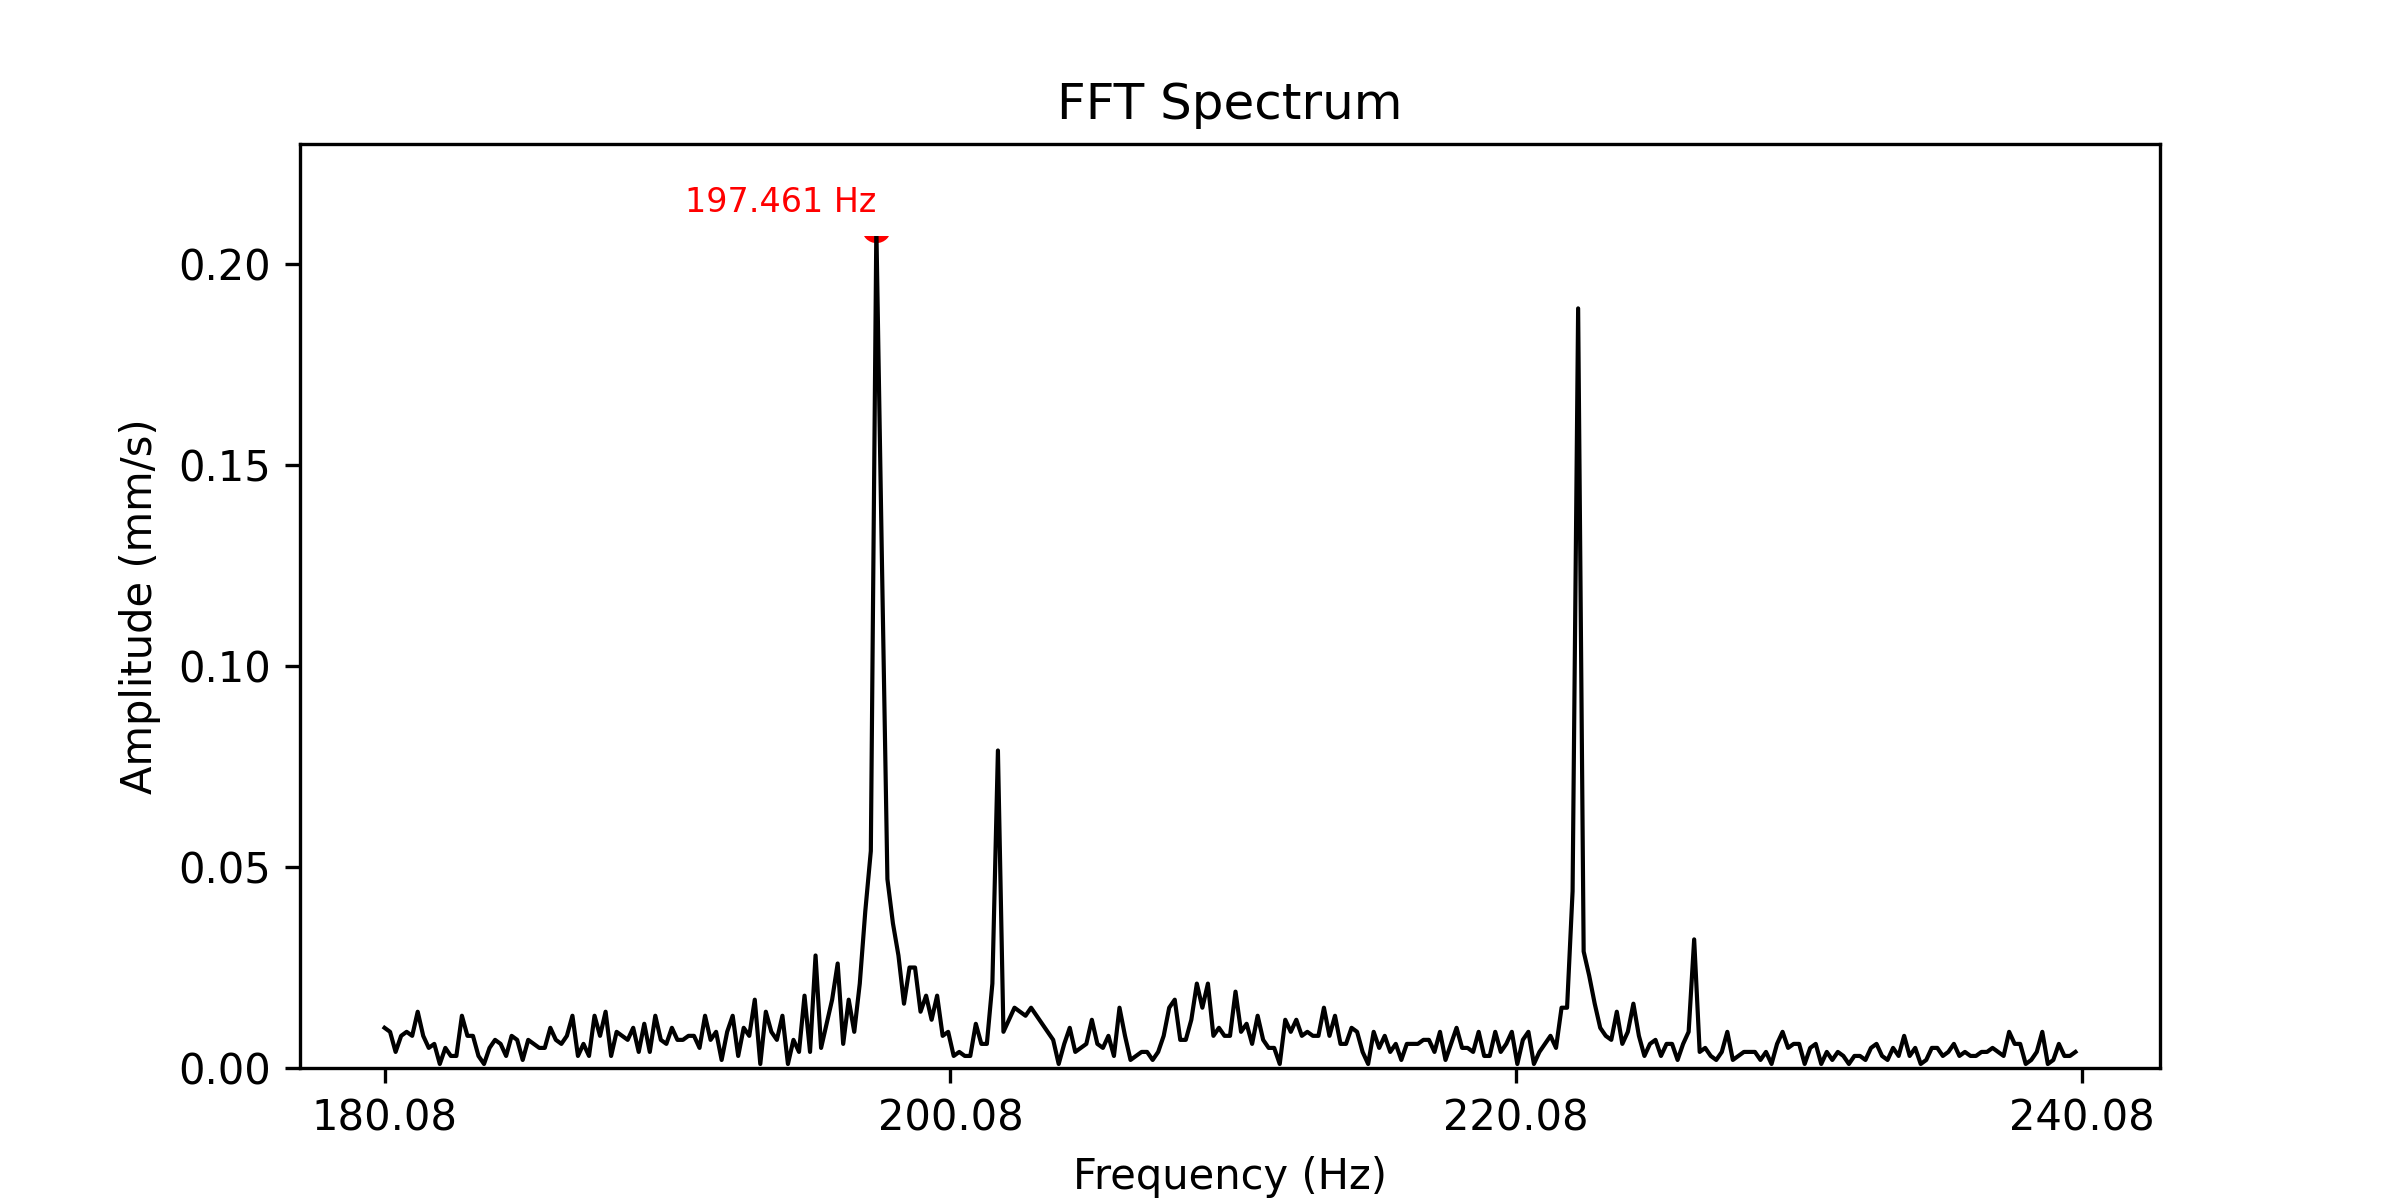 FFT Spectrum
197.461 Hz
0.20
0.15
0.10
0.05
0.00
Amplitude (mm/s)
180.08 200.08 220.08 240.08
Frequency (Hz)